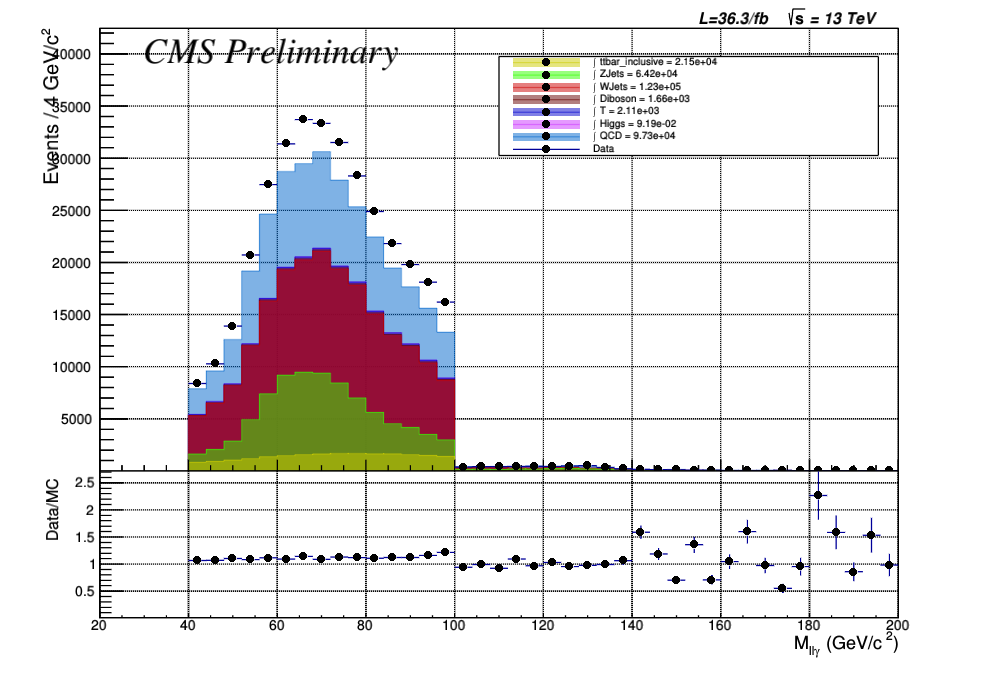 L=36.3/fb √s = 13 TeV
CMS Preliminary
Events / 4 GeV/c²
40000
35000
30000
25000
20000
15000
10000
5000
∫ ttbar_inclusive = 2.15e+04
∫ ZJets = 6.42e+04
∫ WJets = 1.23e+05
∫ Diboson = 1.66e+03
∫ T = 2.11e+03
∫ Higgs = 9.19e-02
∫ QCD = 9.73e+04
Data
Data/MC
2.5
2
1.5
1
0.5
20 40 60 80 100 120 140 160 180 200
M_llγ (GeV/c²)